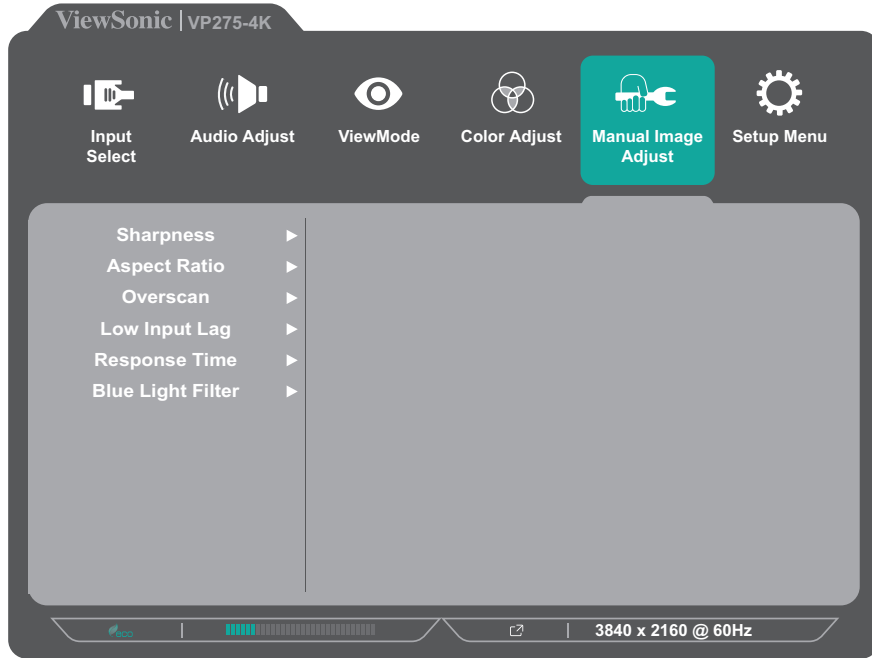 ViewSonic | VP275-4K
Input Select
Audio Adjust
ViewMode
Color Adjust
Manual Image Adjust
Setup Menu
Sharpness
Aspect Ratio
Overscan
Low Input Lag
Response Time
Blue Light Filter
eco
3840 x 2160 @ 60Hz